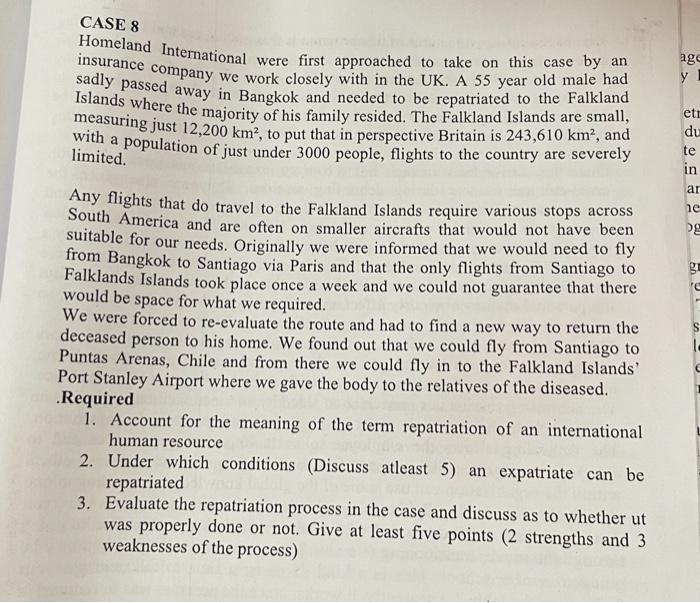 CASE 8
Homeland International were first approached to take on this case by an
insurance company we work closely with in the UK. A 55 year old male had
sadly passed away in Bangkok and needed to be repatriated to the Falkland
Islands where the majority of his family resided. The Falkland Islands are small,
measuring just 12,200 km², to put that in perspective Britain is 243,610 km², and
with a population of just under 3000 people, flights to the country are severely
limited.
Any flights that do travel to the Falkland Islands require various stops across
South America and are often on smaller aircrafts that would not have been
suitable for our needs. Originally we were informed that we would need to fly
from Bangkok to Santiago via Paris and that the only flights from Santiago to
Falklands Islands took place once a week and we could not guarantee that there
would be space for what we required.
We were forced to re-evaluate the route and had to find a new way to return the
deceased person to his home. We found out that we could fly from Santiago to
Puntas Arenas, Chile and from there we could fly in to the Falkland Islands'
Port Stanley Airport where we gave the body to the relatives of the diseased.
.Required
1. Account for the meaning of the term repatriation of an international
human resource
2. Under which conditions (Discuss atleast 5) an expatriate can be
repatriated
3. Evaluate the repatriation process in the case and discuss as to whether ut
was properly done or not. Give at least five points (2 strengths and 3
weaknesses of the process)